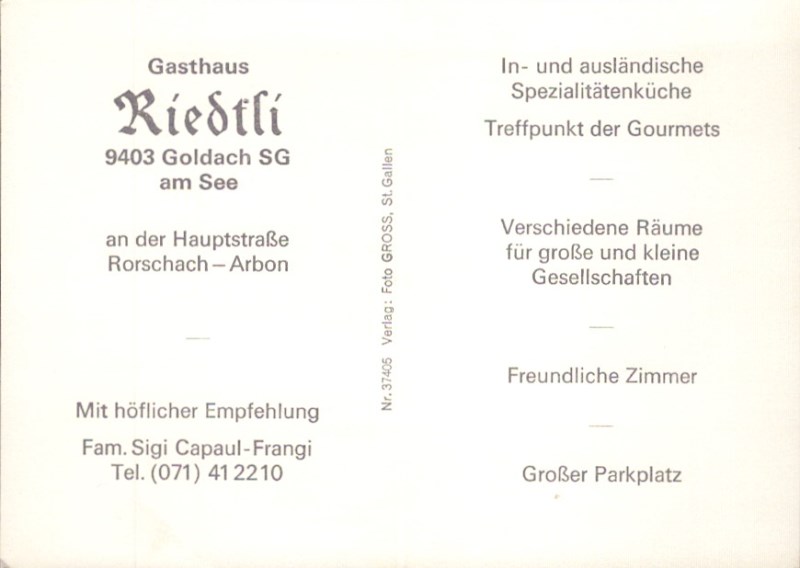 Gasthaus
Riedtli
9403 Goldach SG
am See
an der Hauptstraße
Rorschach – Arbon
Mit höflicher Empfehlung
Fam. Sigi Capaul-Frangi
Tel. (071) 41 22 10
Nr. 37405 Verlag: Foto GROSS, St. Gallen
In- und ausländische
Spezialitätenküche
Treffpunkt der Gourmets
Verschiedene Räume
für große und kleine
Gesellschaften
Freundliche Zimmer
Großer Parkplatz